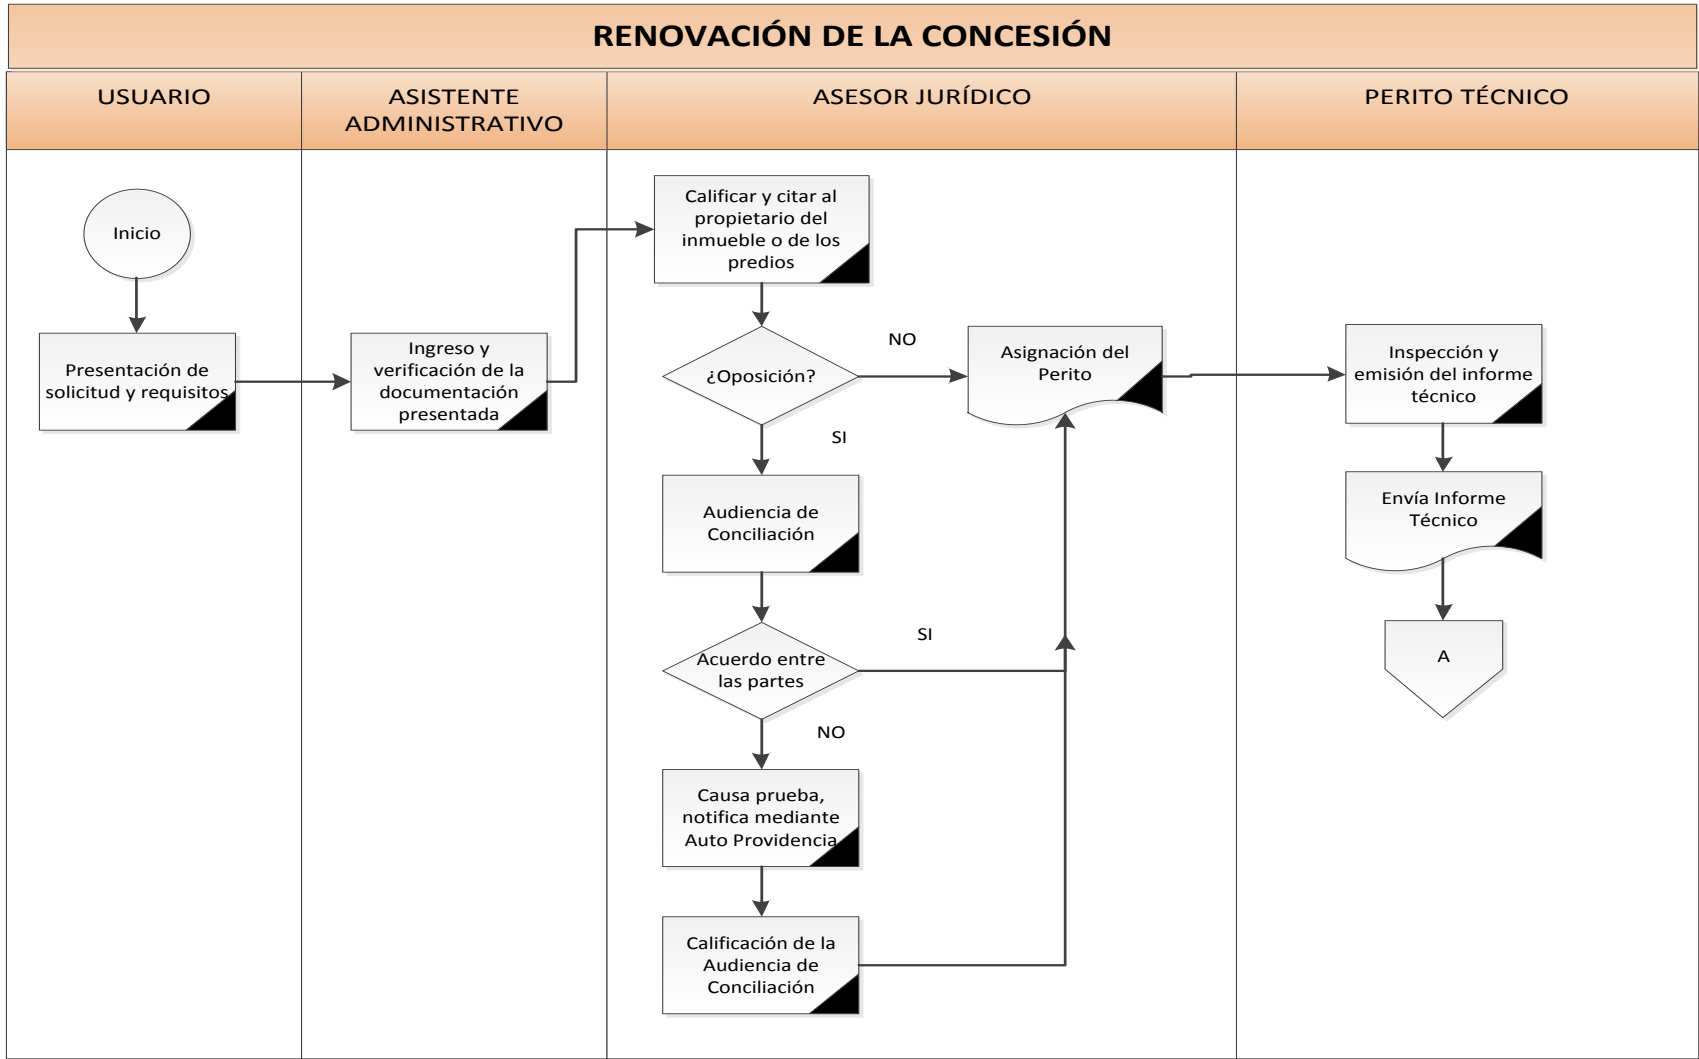 RENOVACIÓN DE LA CONCESIÓN
USUARIO
ASISTENTE
ADMINISTRATIVO
ASESOR JURÍDICO
PERITO TÉCNICO
Inicio
Presentación de
solicitud y requisitos
Ingreso y
verificación de la
documentación
presentada
Calificar y citar al
propietario del
inmueble o de los
predios
¿Oposición?
NO
SI
Asignación del
Perito
Audiencia de
Conciliación
Acuerdo entre
las partes
SI
NO
Causa prueba,
notifica mediante
Auto Providencia
Calificación de la
Audiencia de
Conciliación
Inspección y
emisión del informe
técnico
Envía Informe
Técnico
A